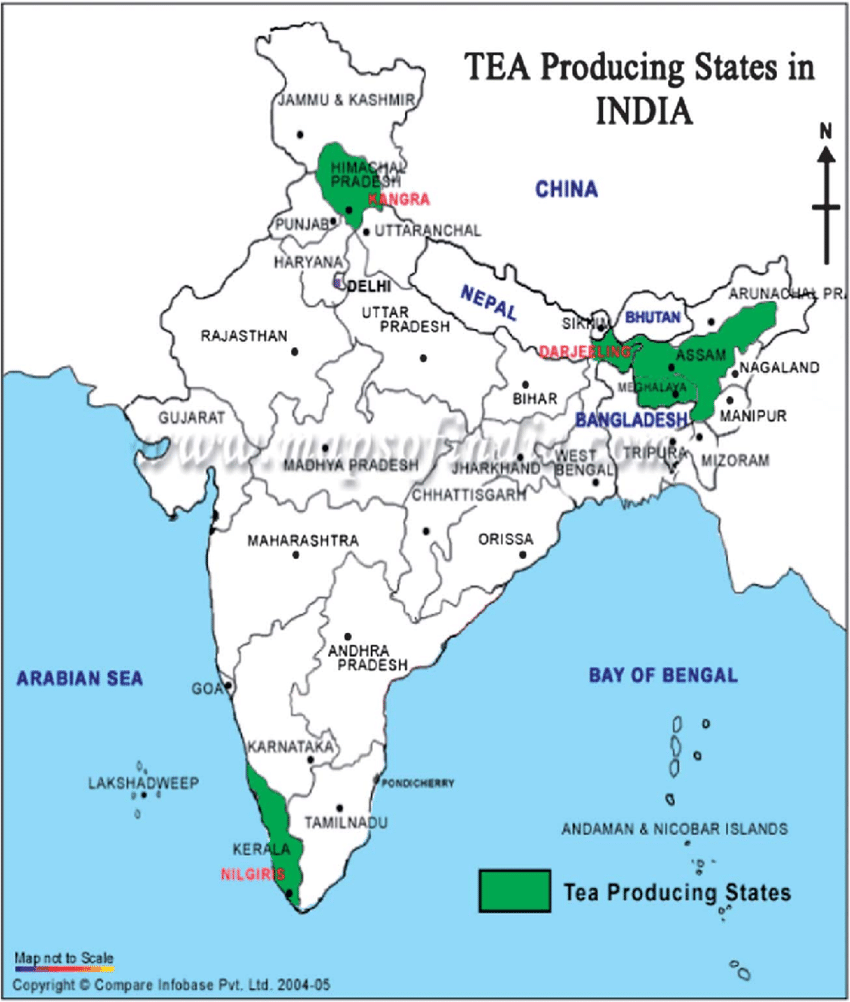 TEA Producing States in
INDIA
N
JAMMU & KASHMIR
HIMACHAL
PRADESH
KANGRA
CHINA
PUNJAB
UTTARANCHAL
HARYANA
DELHI
NEPAL
ARUNACHAL PR
SIKKIM
BHUTAN
RAJASTHAN
UTTAR
PRADESH
DARJEELING
ASSAM
NAGALAND
MEGHALAYA
BIHAR
GUJARAT
BANGLADESH
MANIPUR
www.mapsofindia.com
MADHYA PRADESH
JHARKHAND
WEST
BENGAL
TRIPURA
MIZORAM
CHHATTISGARH
MAHARASHTRA
ORISSA
ANDHRA
PRADESH
ARABIAN SEA
BAY OF BENGAL
GOA
KARNATAKA
LAKSHADWEEP
PONDICHERRY
TAMILNADU
ANDAMAN & NICOBAR ISLANDS
KERALA
NILGIRIS
Tea Producing States
Map not to Scale
Copyright © Compare Infobase Pvt. Ltd. 2004-05